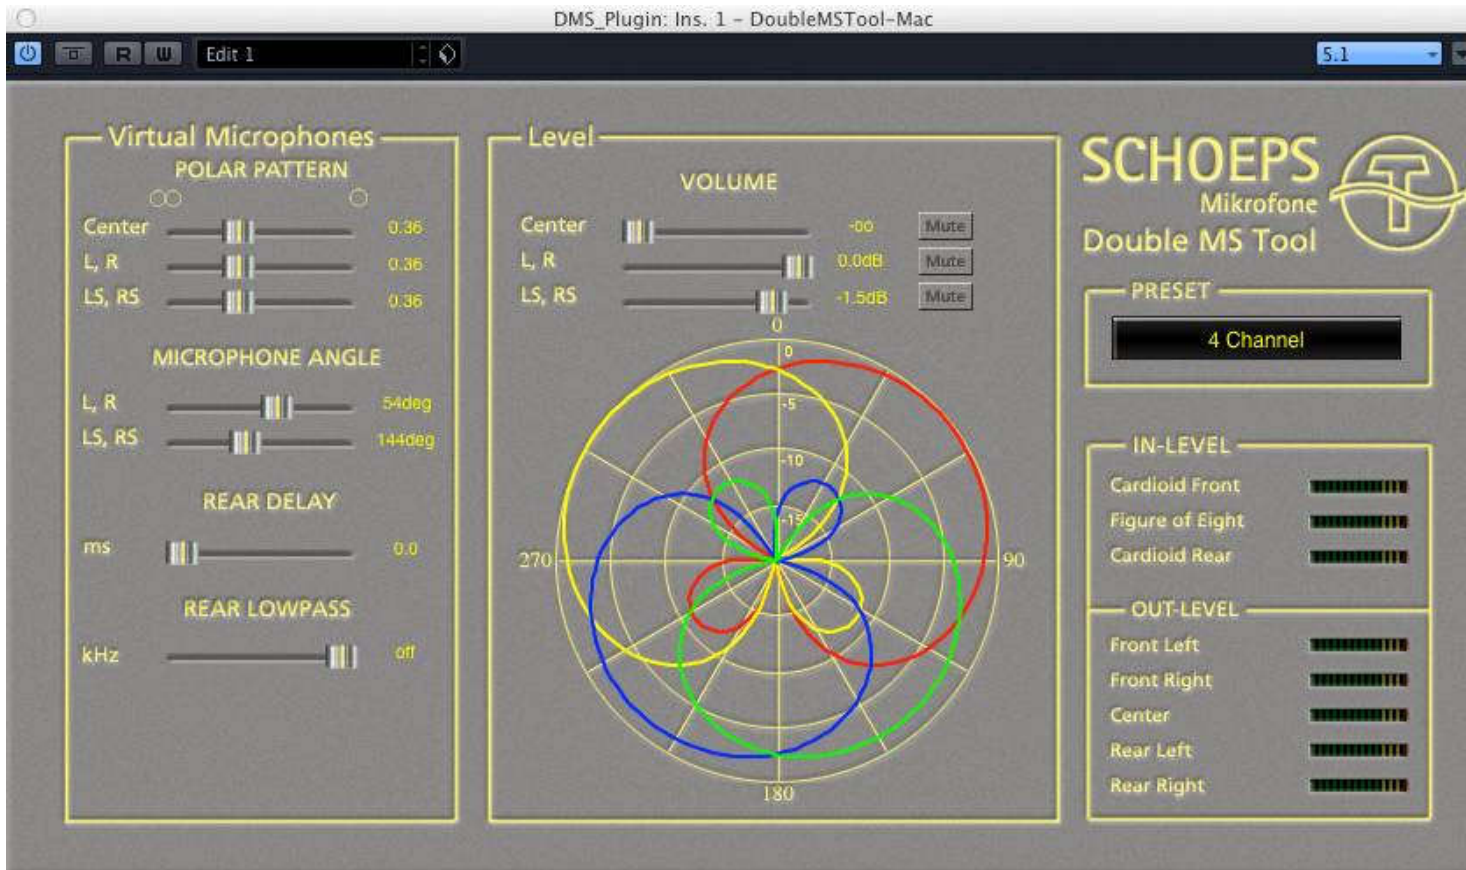 DMS_Plugin: Ins. 1 - DoubleMSTool-Mac
R W Edit 1 5.1
Virtual Microphones
POLAR PATTERN
Center 0.36
L, R 0.36
LS, RS 0.36
MICROPHONE ANGLE
L, R 54deg
LS, RS 144deg
REAR DELAY
ms 0.0
REAR LOWPASS
kHz off
Level
VOLUME
Center -oo Mute
L, R 0.0dB Mute
LS, RS -1.5dB Mute
0
0
-5
-10
-15
270 90
180
SCHOEPS
Mikrofone
Double MS Tool
PRESET
4 Channel
IN-LEVEL
Cardioid Front
Figure of Eight
Cardioid Rear
OUT-LEVEL
Front Left
Front Right
Center
Rear Left
Rear Right